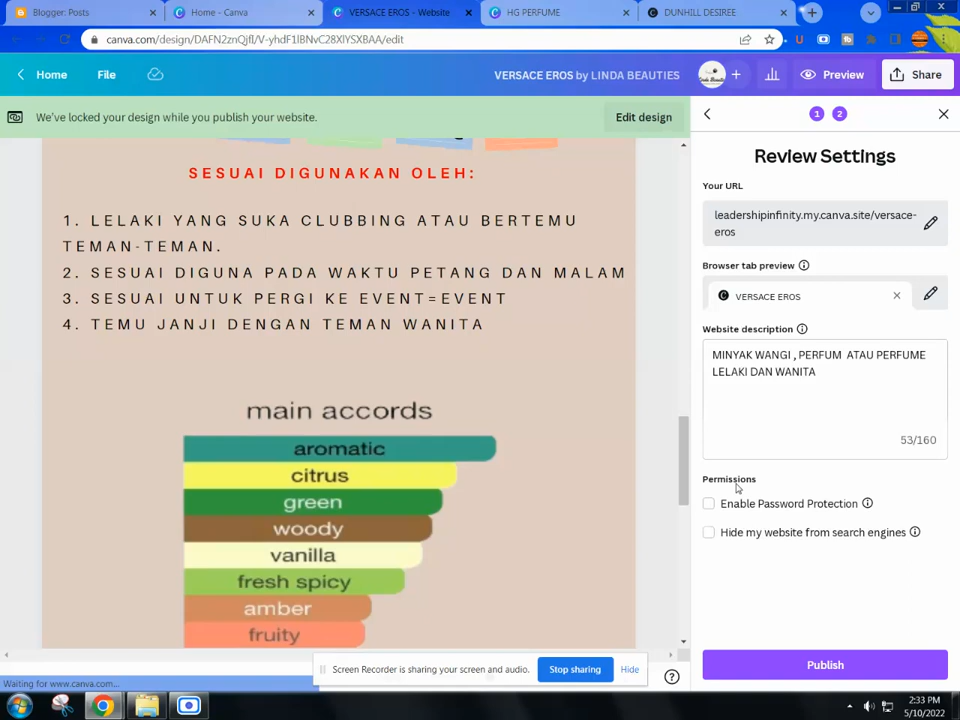 Blogger: Posts
Home - Canva
VERSACE EROS - Website
HG PERFUME
DUNHILL DESIREE
canva.com/design/DAFN2znQjfI/V-yhdF1lBNvC28XlYSXBAA/edit
Home
File
VERSACE EROS by LINDA BEAUTIES
Preview
Share
We've locked your design while you publish your website.
Edit design
SESUAI DIGUNAKAN OLEH:
1. LELAKI YANG SUKA CLUBBING ATAU BERTEMU
TEMAN-TEMAN.
2. SESUAI DIGUNA PADA WAKTU PETANG DAN MALAM
3. SESUAI UNTUK PERGI KE EVENT=EVENT
4. TEMU JANJI DENGAN TEMAN WANITA
main accords
aromatic
citrus
green
woody
vanilla
fresh spicy
amber
fruity
1 2
Review Settings
Your URL
leadershipinfinity.my.canva.site/versace-
eros
Browser tab preview
VERSACE EROS
Website description
MINYAK WANGI , PERFUM ATAU PERFUME
LELAKI DAN WANITA
53/160
Permissions
Enable Password Protection
Hide my website from search engines
Publish
Screen Recorder is sharing your screen and audio.
Stop sharing
Hide
Waiting for www.canva.com...
2:33 PM
5/10/2022